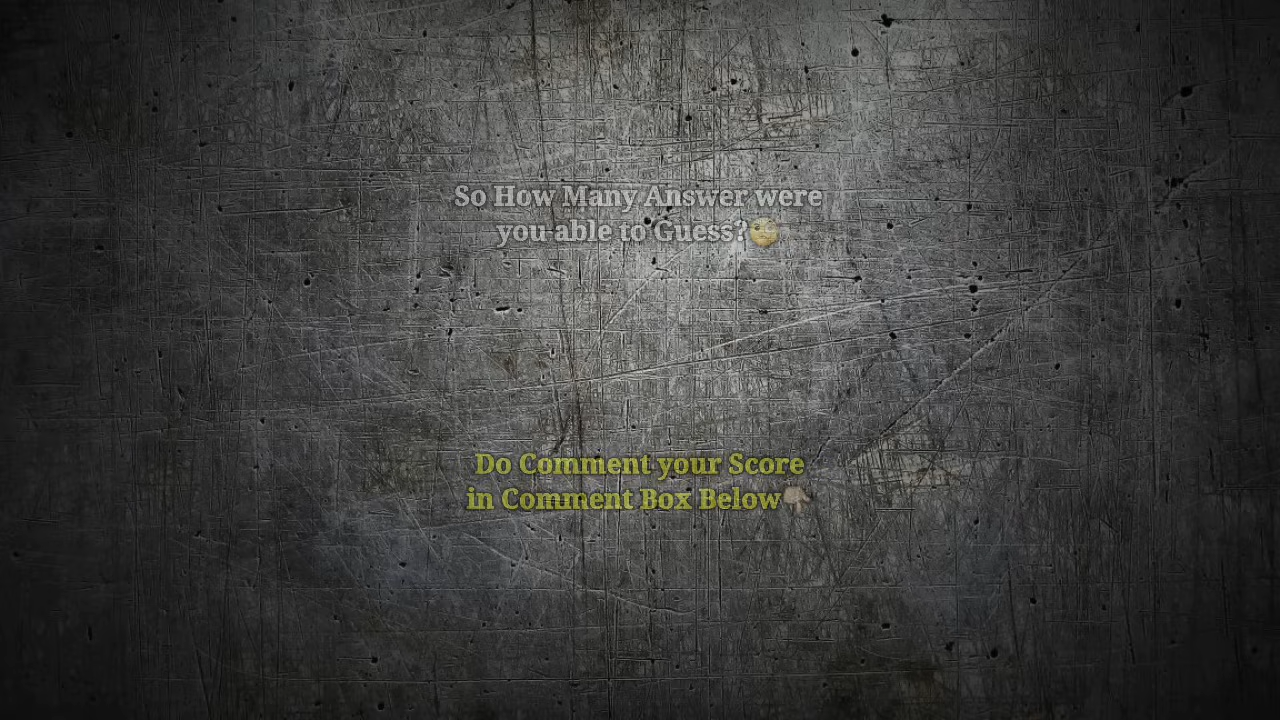 So How Many Answer were
you able to Guess?🤔
Do Comment your Score
in Comment Box Below👇